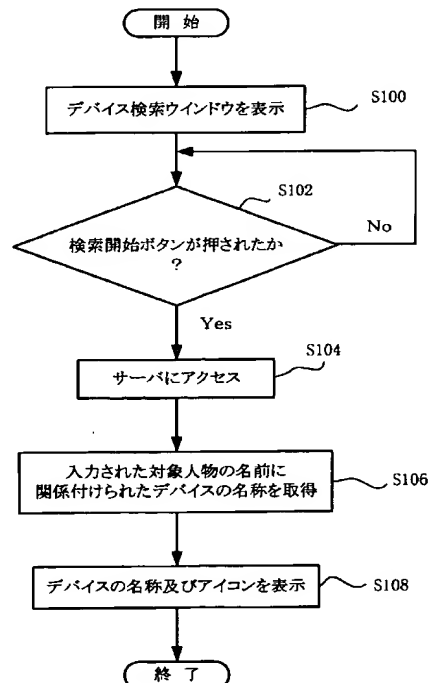 開 始
デバイス検索ウインドウを表示
S100
S102
検索開始ボタンが押されたか
?
No
Yes
S104
サーバにアクセス
入力された対象人物の名前に
関係付けられたデバイスの名称を取得
S106
デバイスの名称及びアイコンを表示
S108
終 了